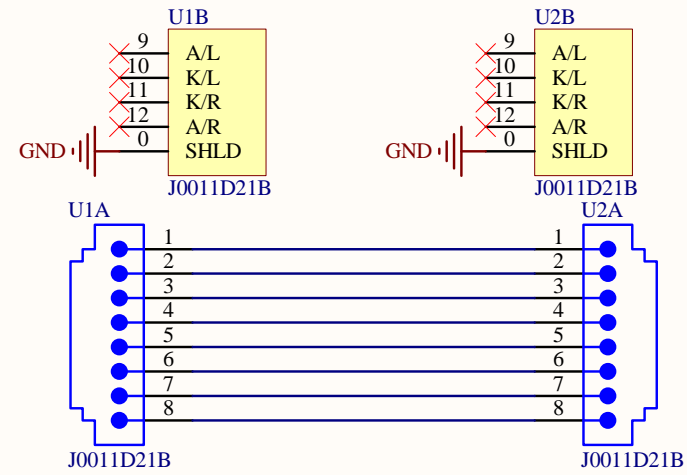 U1B
U2B
9 A/L
10 K/L
11 K/R
12 A/R
GND 0 SHLD
J0011D21B
9 A/L
10 K/L
11 K/R
12 A/R
GND 0 SHLD
J0011D21B
U1A
U2A
1 1
2 2
3 3
4 4
5 5
6 6
7 7
8 8
J0011D21B
J0011D21B